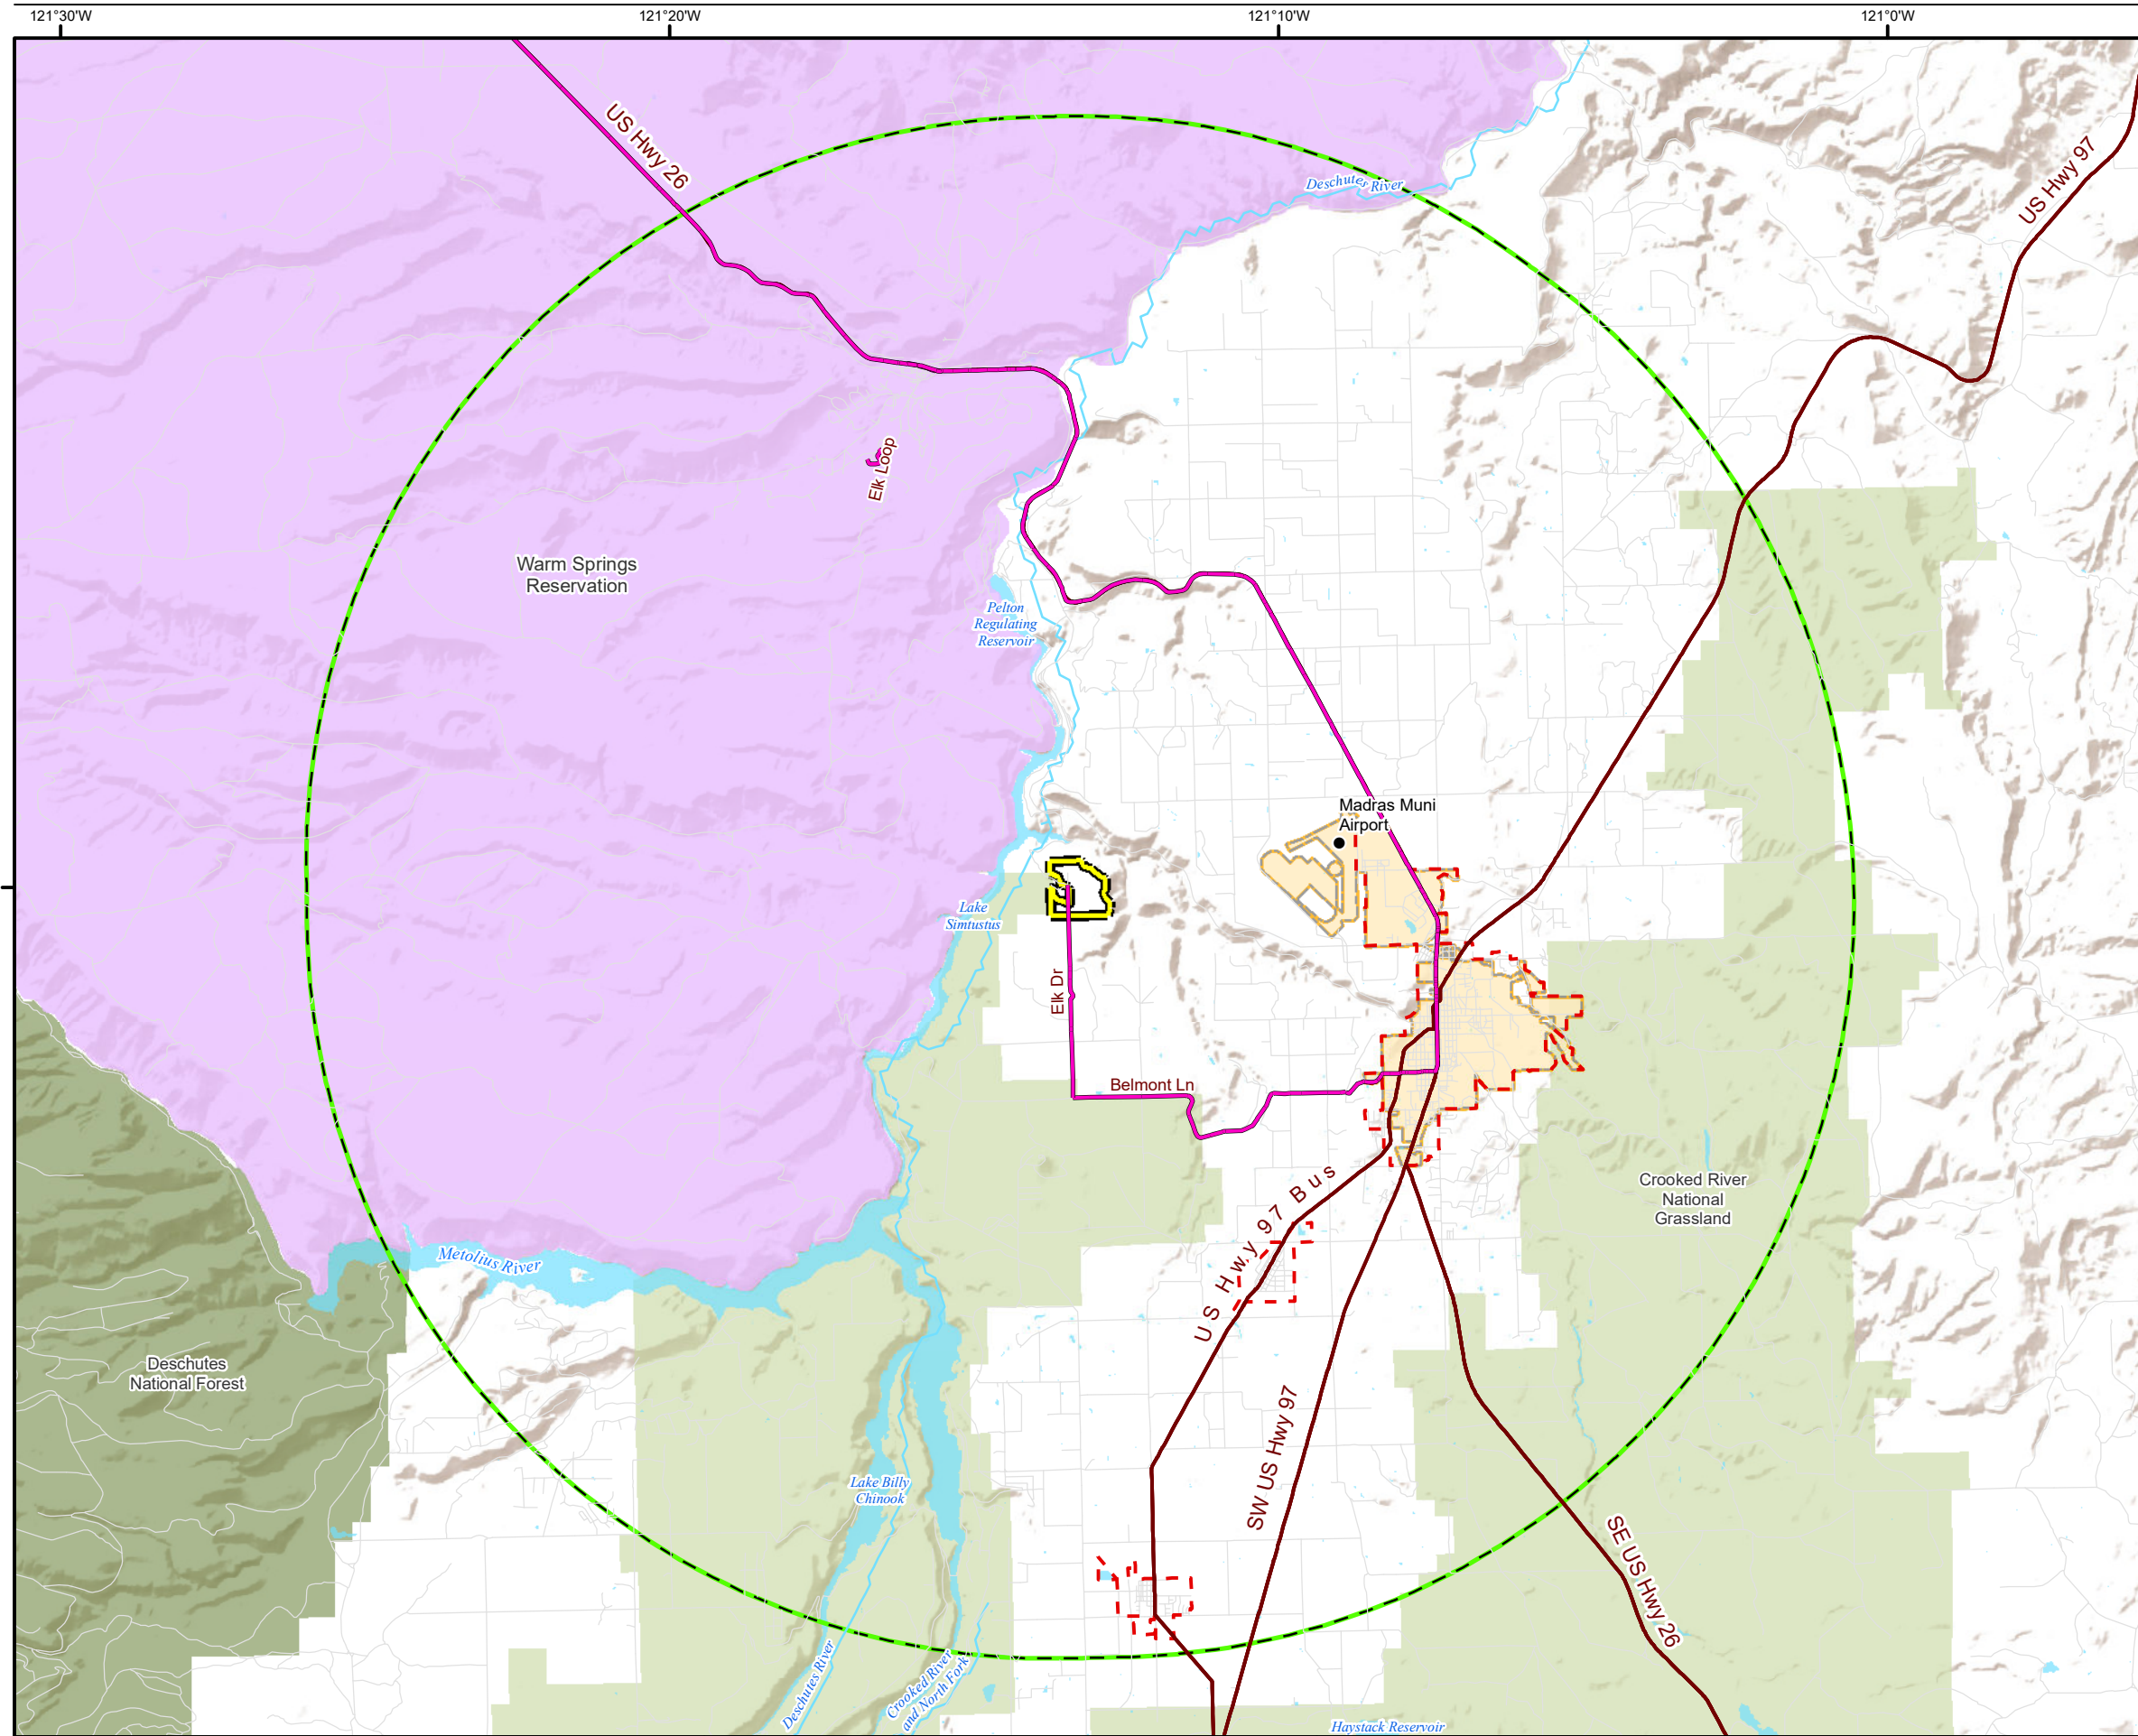 121°30'W
121°20'W
121°10'W
121°0'W
US Hwy 26
US Hwy 97
Deschutes River
Elk Loop
Warm Springs
Reservation
Pelton
Regulating
Reservoir
Madras Muni
Airport
Lake
Simtustus
Elk Dr
Belmont Ln
Crooked River
National
Grassland
US Hwy 97 Bus
Metolius River
Deschutes
National Forest
SW US Hwy 97
Lake Billy
Chinook
SE US Hwy 26
Deschutes River
Crooked River
and North Fork
Haystack Reservoir